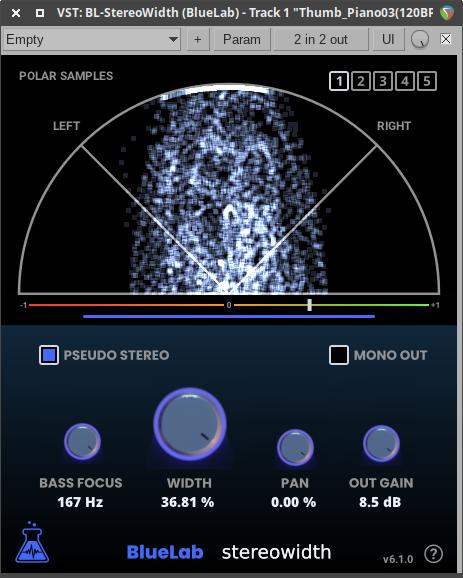 VST: BL-StereoWidth (BlueLab) - Track 1 "Thumb_Piano03(120BP
Empty + Param 2 in 2 out UI
POLAR SAMPLES 1 2 3 4 5
LEFT RIGHT
-1 0 +1
PSEUDO STEREO MONO OUT
BASS FOCUS WIDTH PAN OUT GAIN
167 Hz 36.81 % 0.00 % 8.5 dB
BlueLab stereowidth v6.1.0 ?